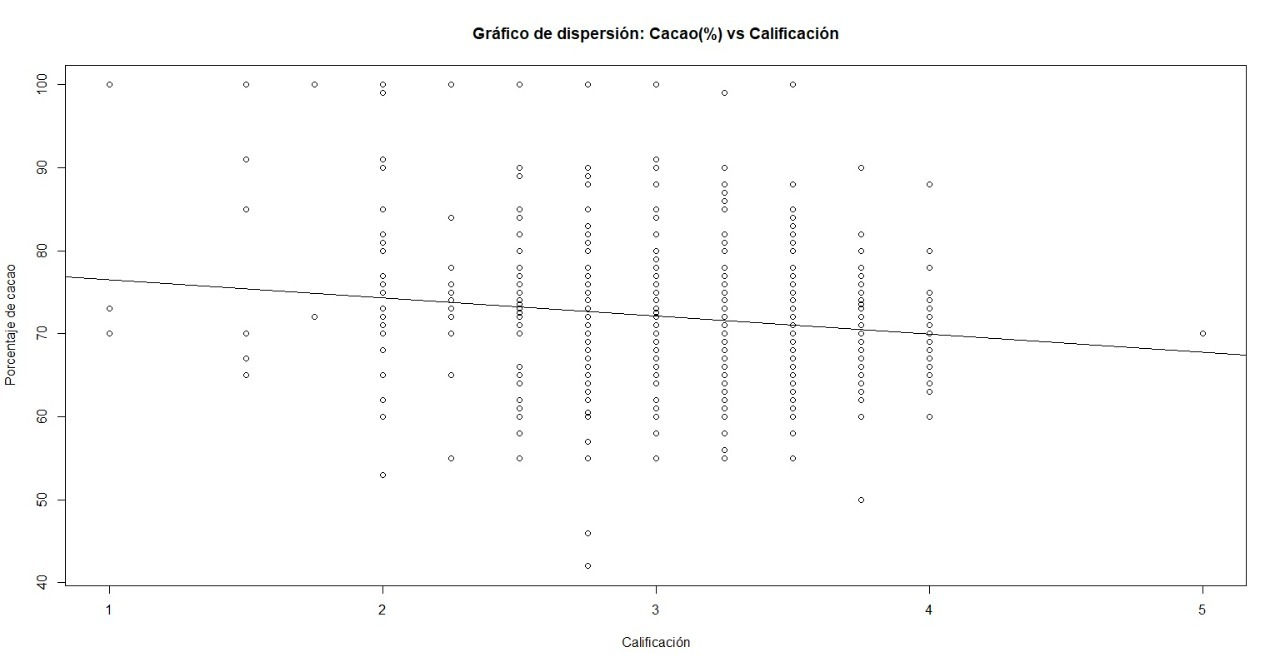 Gráfico de dispersión: Cacao(%) vs Calificación
Porcentaje de cacao
100
90
80
70
60
50
40
1 2 3 4 5
Calificación